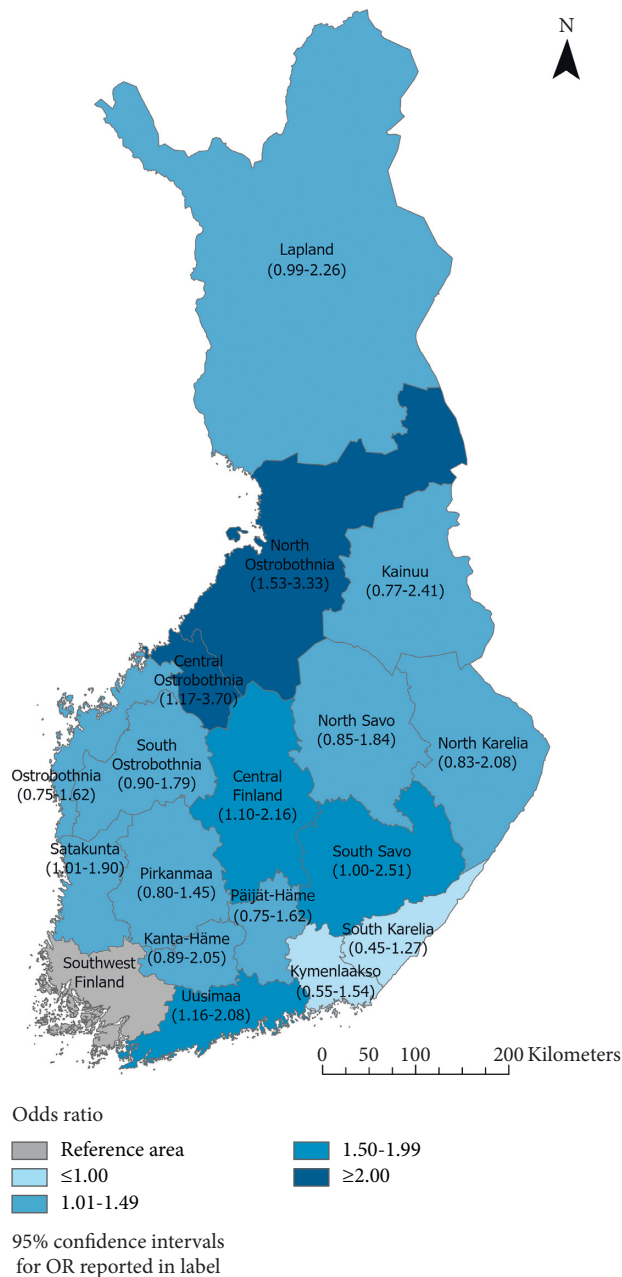 N
Lapland
(0.99-2.26)
North
Ostrobothnia
(1.53-3.33)
Kainuu
(0.77-2.41)
Central
Ostrobothnia
(1.17-3.70)
North Savo
(0.85-1.84)
North Karelia
(0.83-2.08)
South
Ostrobothnia
(0.90-1.79)
Ostrobothnia
(0.75-1.62)
Central
Finland
(1.10-2.16)
Satakunta
(1.01-1.90)
Pirkanmaa
(0.80-1.45)
South Savo
(1.00-2.51)
Päijät-Häme
(0.75-1.62)
South Karelia
(0.45-1.27)
Kanta-Häme
(0.89-2.05)
Southwest
Finland
Kymenlaakso
(0.55-1.54)
Uusimaa
(1.16-2.08)
0 50 100 200 Kilometers
Odds ratio
Reference area
≤1.00
1.01-1.49
1.50-1.99
≥2.00
95% confidence intervals
for OR reported in label